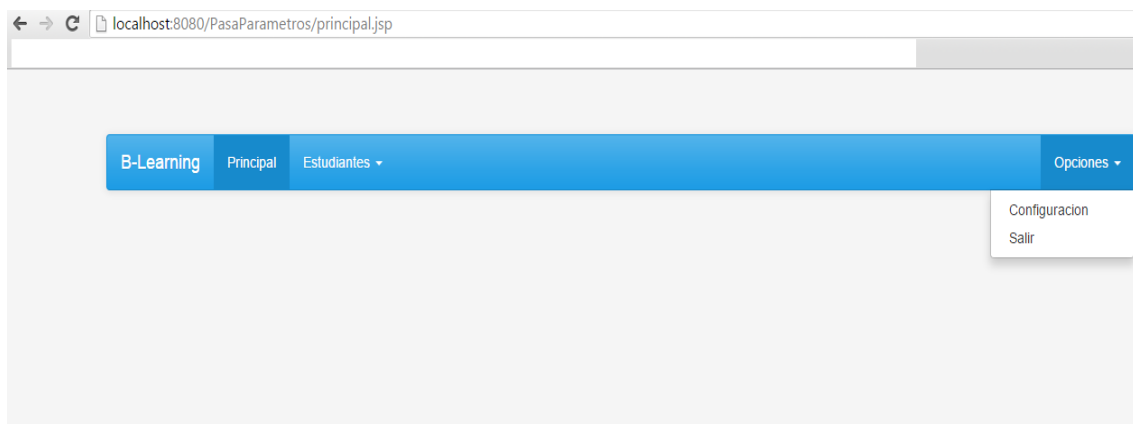 localhost:8080/PasaParametros/principal.jsp
B-Learning Principal Estudiantes Opciones
Configuracion
Salir